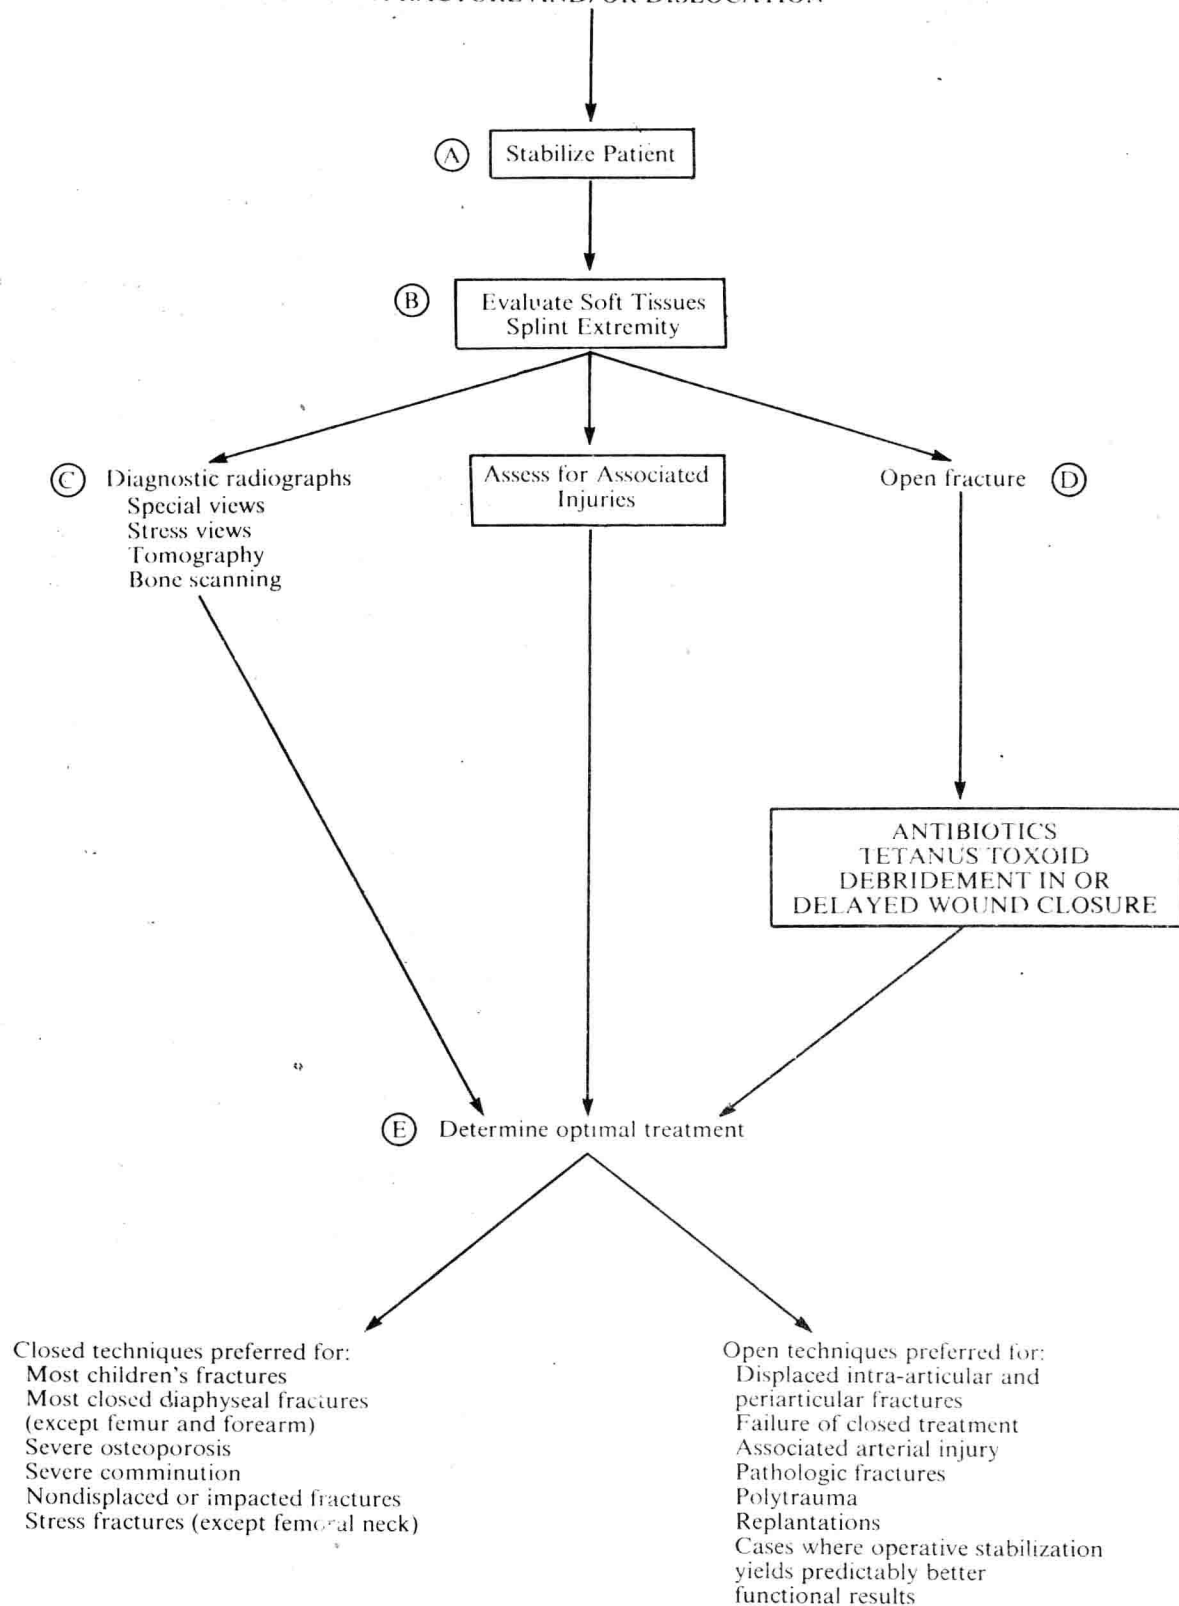 FRACTURE AND/OR DISLOCATION
A
Stabilize Patient
B
Evaluate Soft Tissues
Splint Extremity
C
Diagnostic radiographs
Special views
Stress views
Tomography
Bone scanning
Assess for Associated
Injuries
Open fracture
D
ANTIBIOTICS
TETANUS TOXOID
DEBRIDEMENT IN OR
DELAYED WOUND CLOSURE
E
Determine optimal treatment
Closed techniques preferred for:
Most children's fractures
Most closed diaphyseal fractures
(except femur and forearm)
Severe osteoporosis
Severe comminution
Nondisplaced or impacted fractures
Stress fractures (except femoral neck)
Open techniques preferred for:
Displaced intra-articular and
periarticular fractures
Failure of closed treatment
Associated arterial injury
Pathologic fractures
Polytrauma
Replantations
Cases where operative stabilization
yields predictably better
functional results